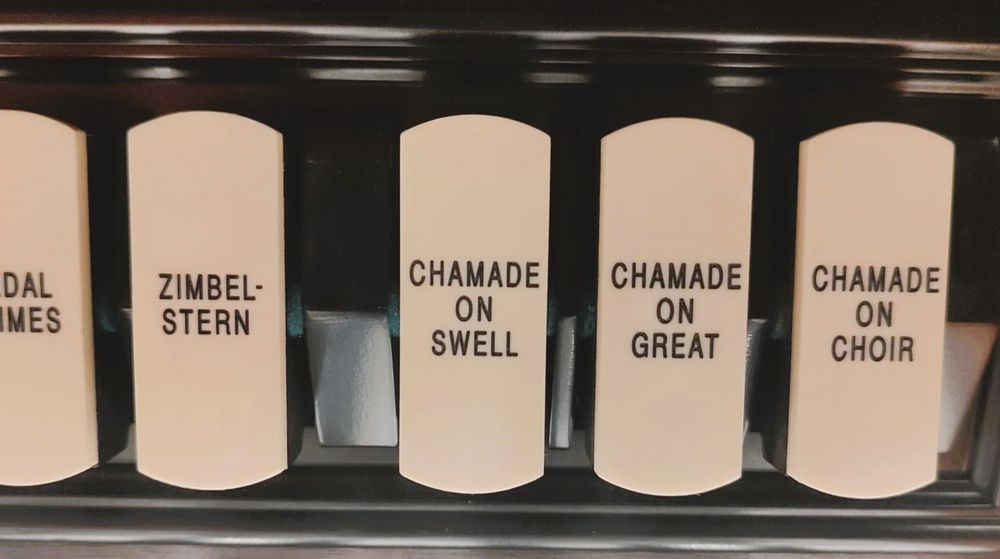 ZIMBEL-
STERN
CHAMADE
ON
SWELL
CHAMADE
ON
GREAT
CHAMADE
ON
CHOIR